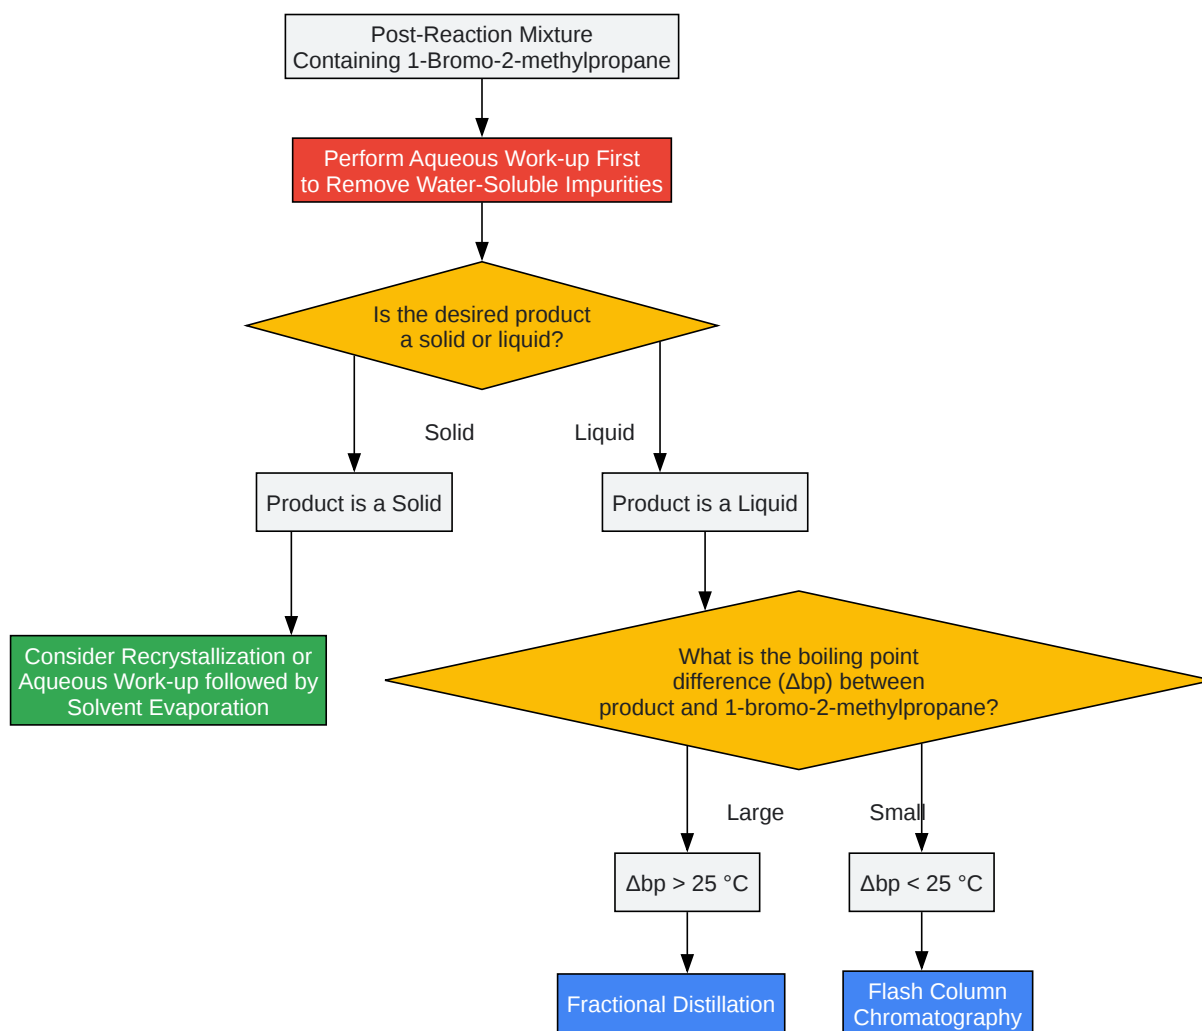 Post-Reaction Mixture
Containing 1-Bromo-2-methylpropane
Perform Aqueous Work-up First
to Remove Water-Soluble Impurities
Is the desired product
a solid or liquid?
Solid
Liquid
Product is a Solid
Product is a Liquid
Consider Recrystallization or
Aqueous Work-up followed by
Solvent Evaporation
What is the boiling point
difference (Δbp) between
product and 1-bromo-2-methylpropane?
Large
Small
Δbp > 25 °C
Δbp < 25 °C
Fractional Distillation
Flash Column
Chromatography